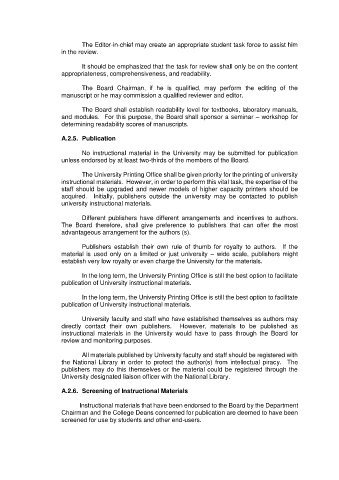 The Editor-in-chief may create an appropriate student task force to assist him
in the review.
It should be emphasized that the task for review shall only be on the content
appropriateness, comprehensiveness, and readability.
The Board Chairman, if he is qualified, may perform the editing of the
manuscript or he may commission a qualified reviewer and editor.
The Board shall establish readability level for textbooks, laboratory manuals,
and modules. For this purpose, the Board shall sponsor a seminar – workshop for
determining readability scores of manuscripts.
A.2.5. Publication
No instructional material in the University may be submitted for publication
unless endorsed by at least two-thirds of the members of the Board.
The University Printing Office shall be given priority for the printing of university
instructional materials. However, in order to perform this vital task, the expertise of the
staff should be upgraded and newer models of higher capacity printers should be
acquired. Initially, publishers outside the university may be contacted to publish
university instructional materials.
Different publishers have different arrangements and incentives to authors.
The Board therefore, shall give preference to publishers that can offer the most
advantageous arrangement for the authors (s).
Publishers establish their own rule of thumb for royalty to authors. If the
material is used only on a limited or just university – wide scale, publishers might
establish very low royalty or even charge the University for the materials.
In the long term, the University Printing Office is still the best option to facilitate
publication of University instructional materials.
In the long term, the University Printing Office is still the best option to facilitate
publication of University instructional materials.
University faculty and staff who have established themselves as authors may
directly contact their own publishers. However, materials to be published as
instructional materials in the University would have to pass through the Board for
review and monitoring purposes.
All materials published by University faculty and staff should be registered with
the National Library in order to protect the author(s) from intellectual piracy. The
publishers may do this themselves or the material could be registered through the
University designated liaison officer with the National Library.
A.2.6. Screening of Instructional Materials
Instructional materials that have been endorsed to the Board by the Department
Chairman and the College Deans concerned for publication are deemed to have been
screened for use by students and other end-users.